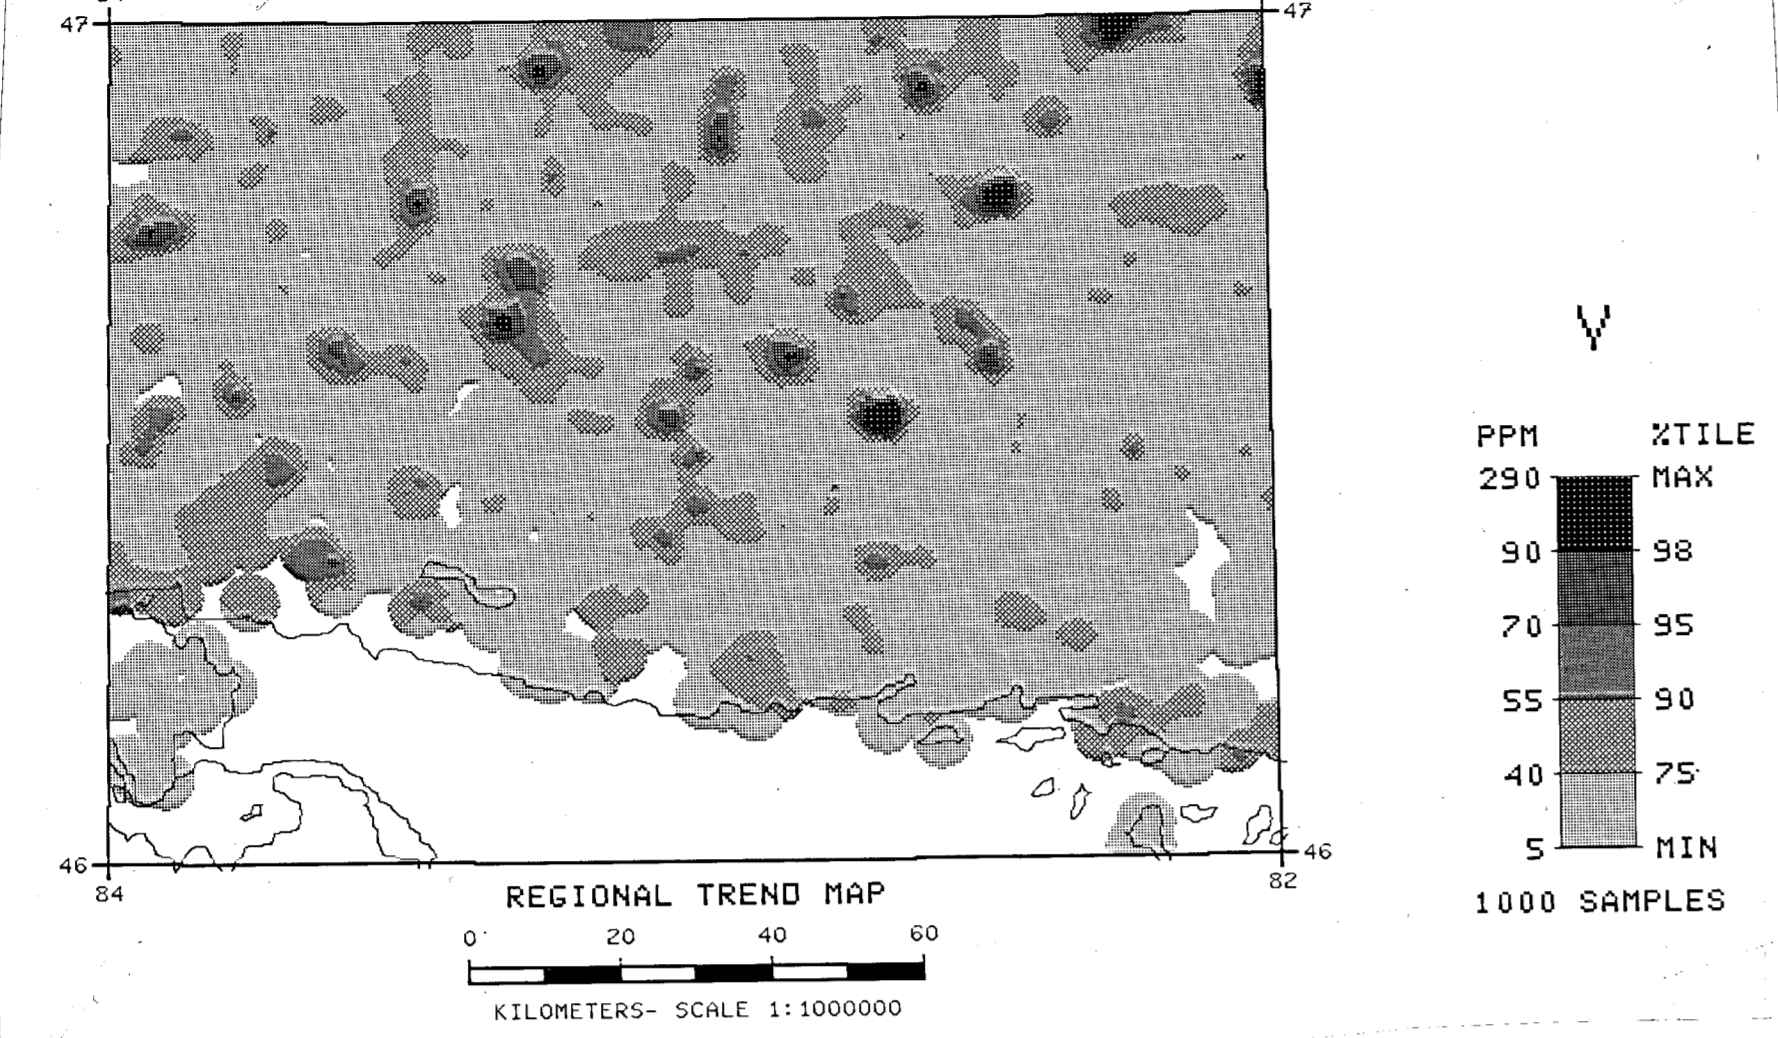 47 47
V
PPM %TILE
290 MAX
90 98
70 95
55 90
40 75
5 MIN
46 46
84 82
REGIONAL TREND MAP
1000 SAMPLES
0 20 40 60
KILOMETERS- SCALE 1:1000000